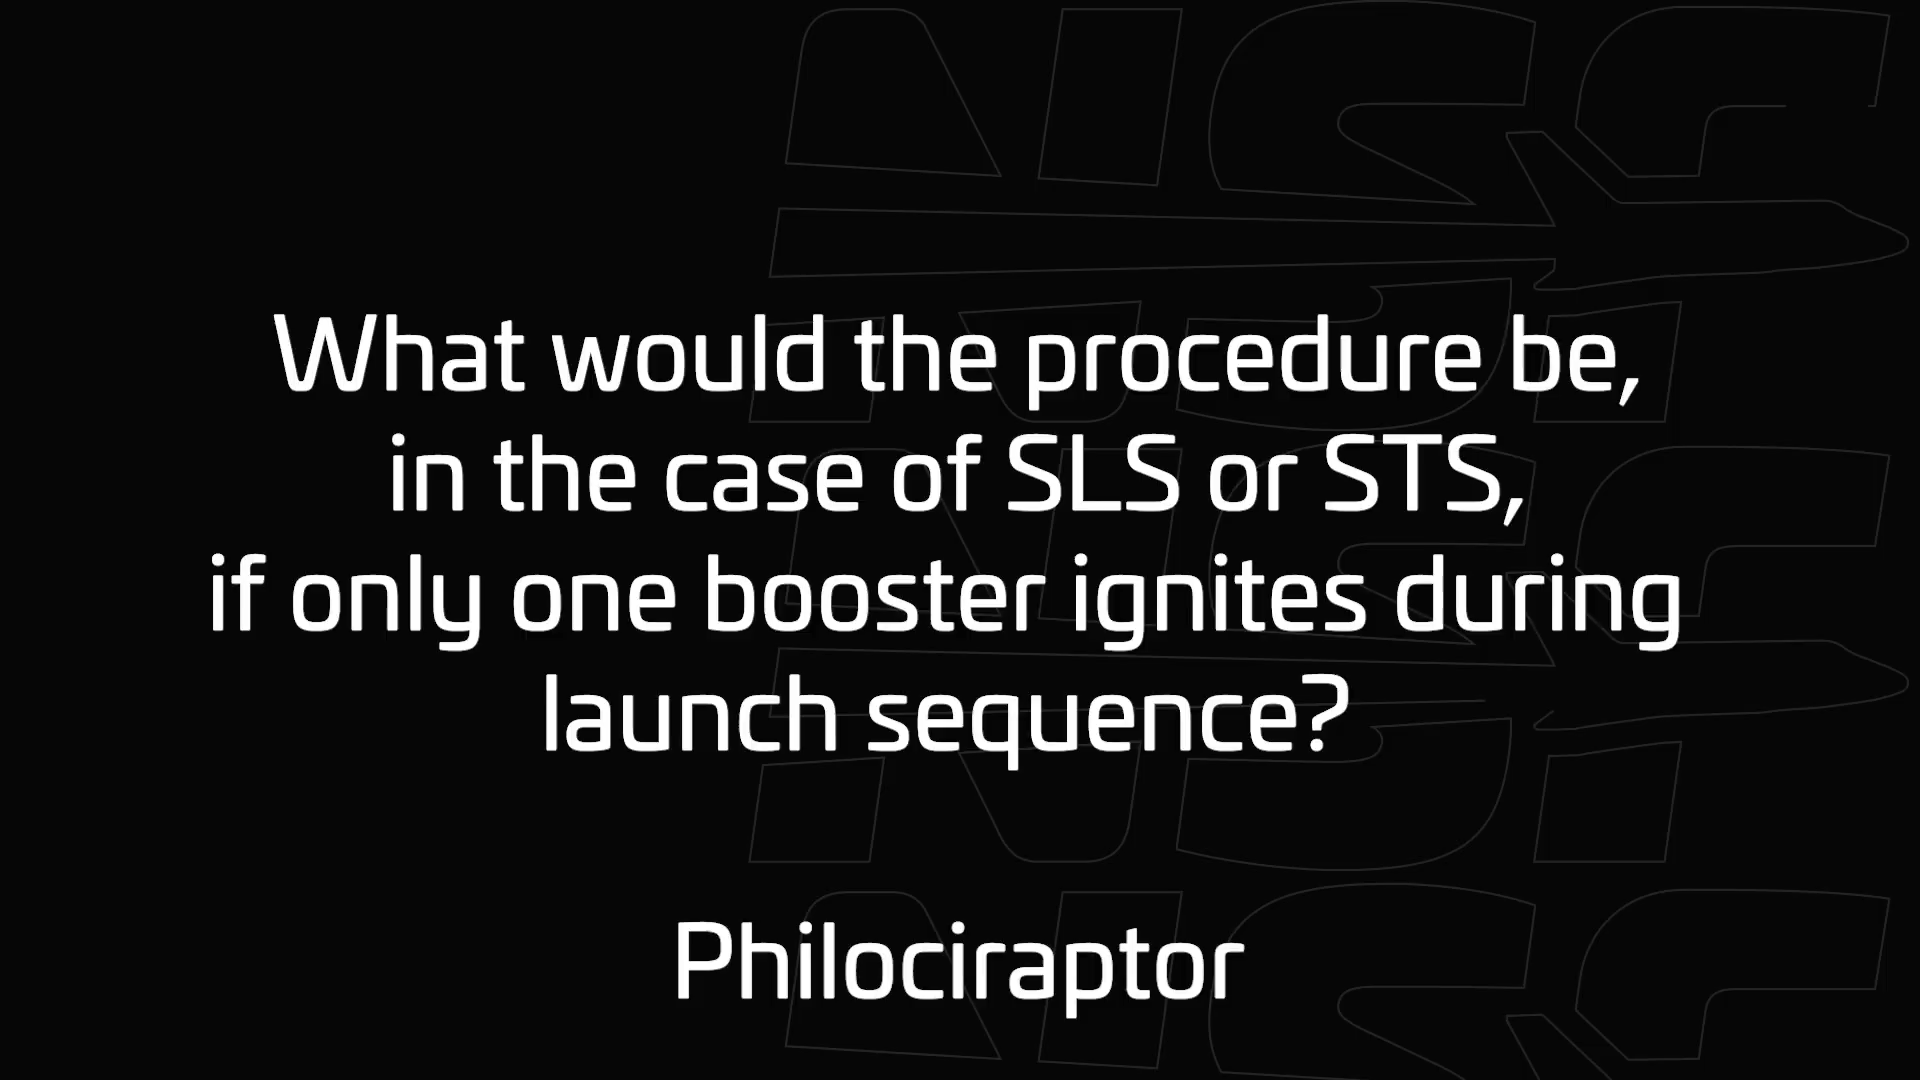 What would the procedure be,
in the case of SLS or STS,
if only one booster ignites during
launch sequence?
Philociraptor